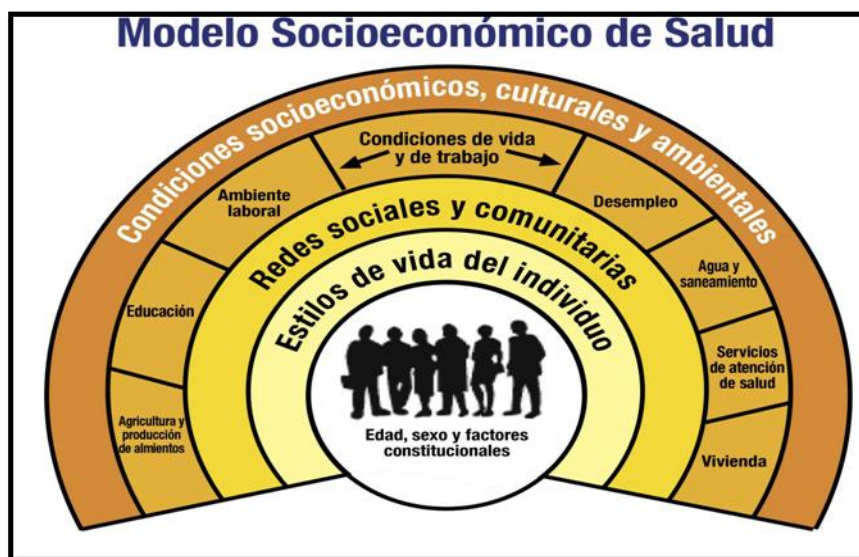 Modelo Socioeconómico de Salud
Condiciones socioeconómicos, culturales y ambientales
Condiciones de vida
y de trabajo
Ambiente
laboral
Desempleo
Redes sociales y comunitarias
Agua y
saneamiento
Estilos de vida del individuo
Educación
Servicios
de atención
de salud
Agricultura y
producción
de almientos
Edad, sexo y factores
constitucionales
Vivienda